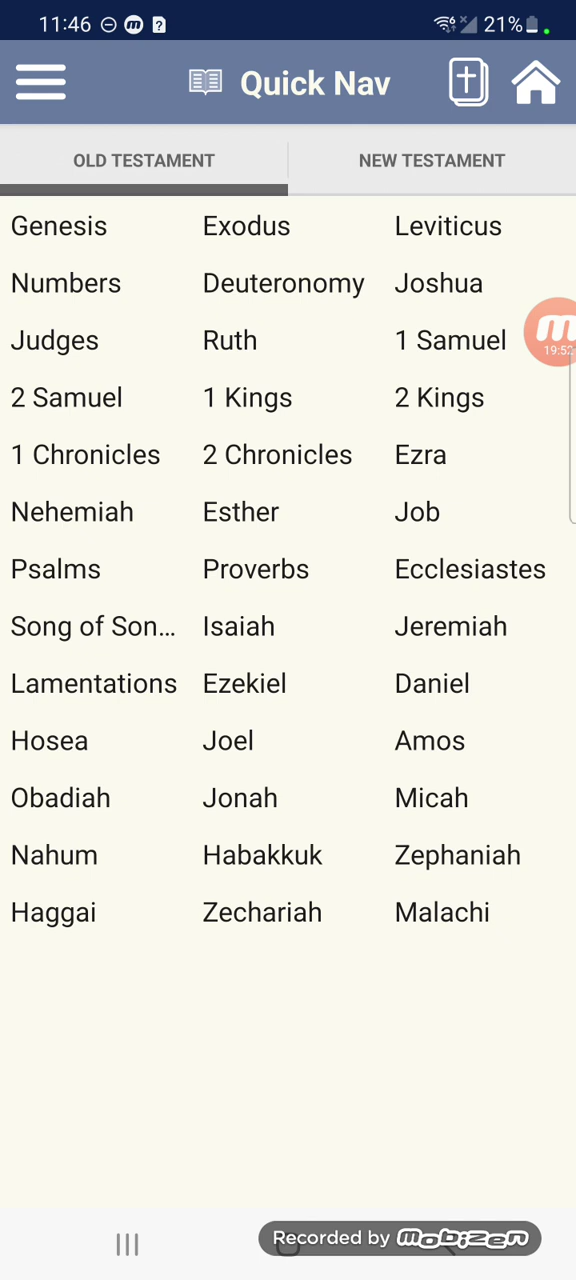 11:46 21%
Quick Nav
OLD TESTAMENT NEW TESTAMENT
Genesis Exodus Leviticus
Numbers Deuteronomy Joshua
Judges Ruth 1 Samuel
19:52
2 Samuel 1 Kings 2 Kings
1 Chronicles 2 Chronicles Ezra
Nehemiah Esther Job
Psalms Proverbs Ecclesiastes
Song of Son... Isaiah Jeremiah
Lamentations Ezekiel Daniel
Hosea Joel Amos
Obadiah Jonah Micah
Nahum Habakkuk Zephaniah
Haggai Zechariah Malachi
Recorded by mobizen